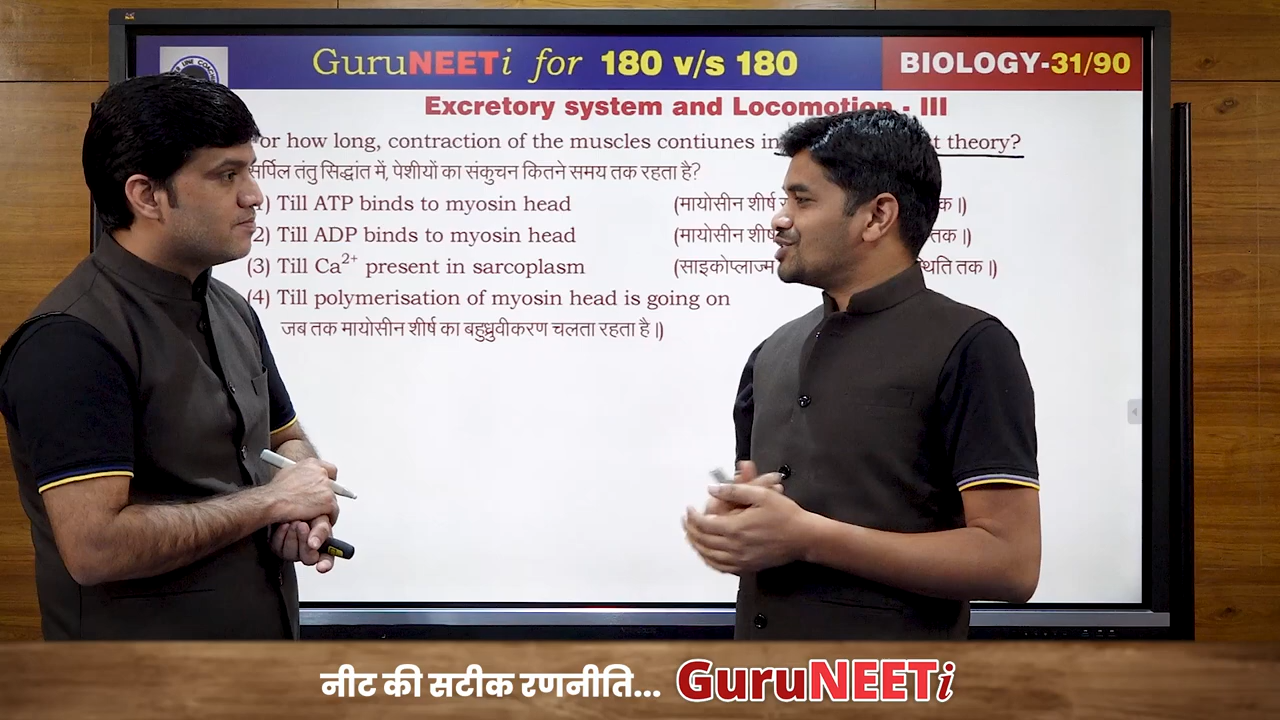 GuruNEETi for 180 v/s 180
BIOLOGY-31/90
Excretory system and Locomotion - III
or how long, contraction of the muscles contiunes in t theory?
सर्पिल तंतु सिद्धांत में, पेशीयों का संकुचन कितने समय तक रहता है?
) Till ATP binds to myosin head (मायोसीन शीर्ष क।)
2) Till ADP binds to myosin head (मायोसीन शीर्ष तक।)
(3) Till Ca²⁺ present in sarcoplasm (साइकोप्लाज्म थिति तक।)
(4) Till polymerisation of myosin head is going on
जब तक मायोसीन शीर्ष का बहुध्रुवीकरण चलता रहता है।)
नीट की सटीक रणनीति... GuruNEETi